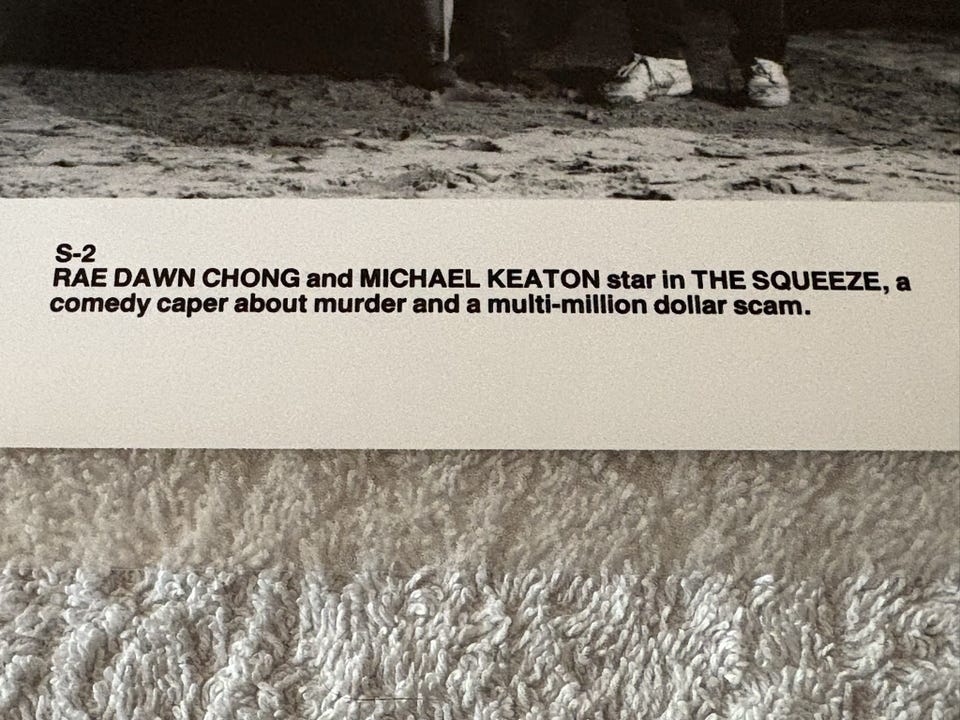 S-2
RAE DAWN CHONG and MICHAEL KEATON star in THE SQUEEZE, a
comedy caper about murder and a multi-million dollar scam.